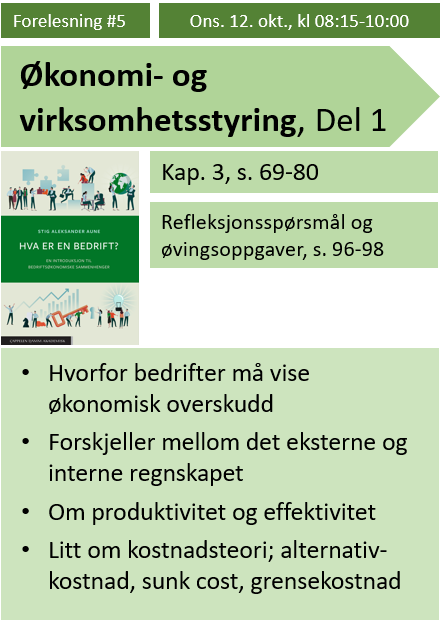 Forelesning #5
Ons. 12. okt., kl 08:15-10:00
Økonomi- og
virksomhetsstyring, Del 1
Kap. 3, s. 69-80
Refleksjonsspørsmål og
øvingsoppgaver, s. 96-98
STIG ALEKSANDER AUNE
HVA ER EN BEDRIFT?
EN INTRODUKSJON TIL
BEDRIFTSØKONOMISKE SAMMENHENGER
CAPPELEN DAMM AKADEMISK
• Hvorfor bedrifter må vise
økonomisk overskudd
• Forskjeller mellom det eksterne og
interne regnskapet
• Om produktivitet og effektivitet
• Litt om kostnadsteori; alternativ-
kostnad, sunk cost, grensekostnad